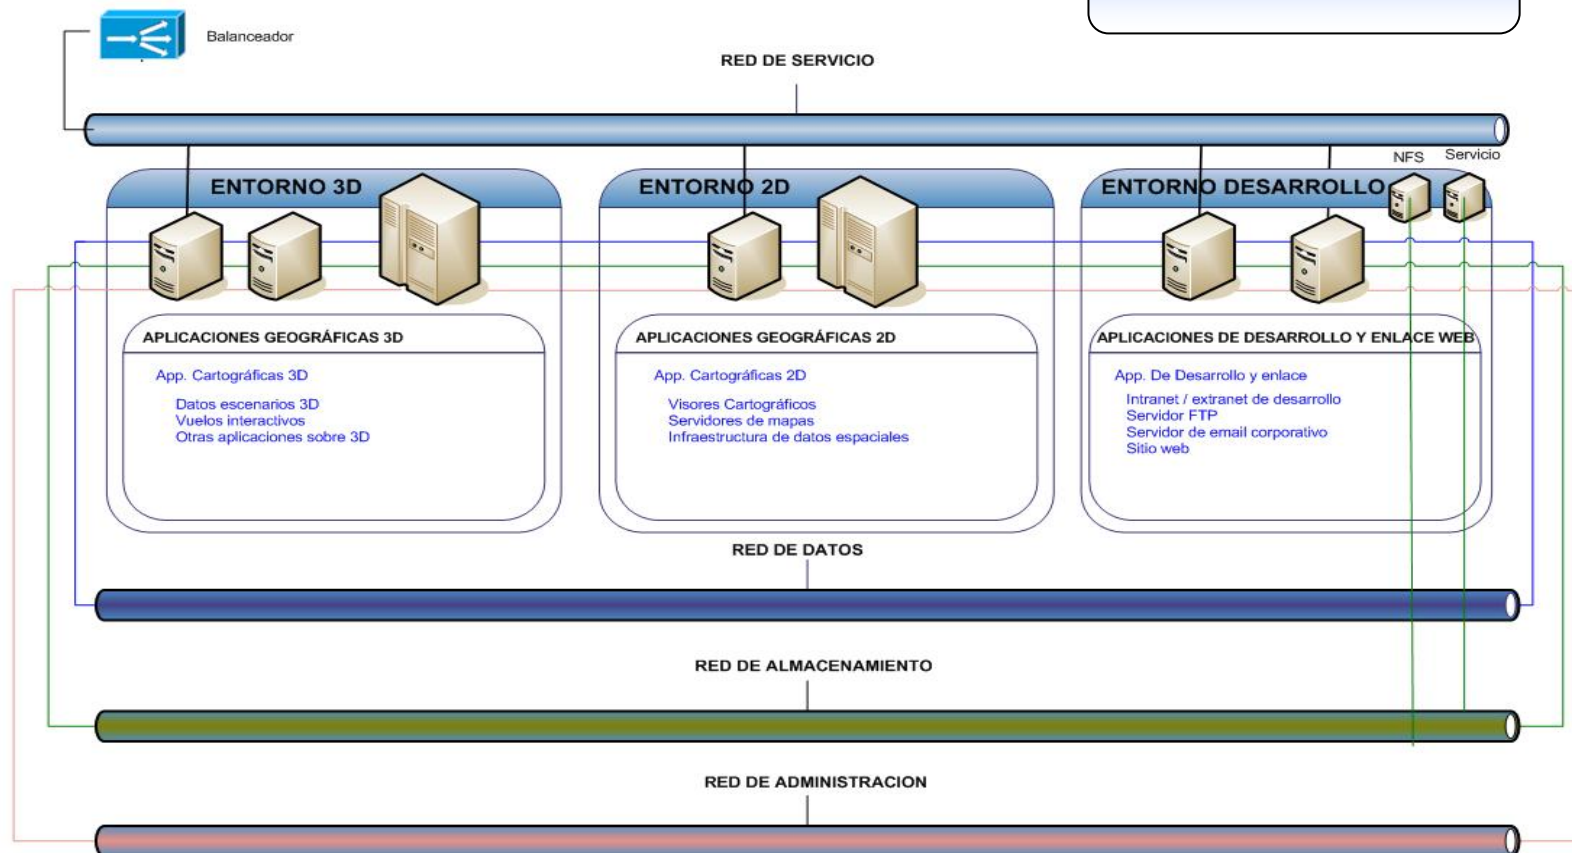 Balanceador
RED DE SERVICIO
NFS
Servicio
ENTORNO 3D
ENTORNO 2D
ENTORNO DESARROLLO
APLICACIONES GEOGRÁFICAS 3D
App. Cartográficas 3D
Datos escenarios 3D
Vuelos interactivos
Otras aplicaciones sobre 3D
APLICACIONES GEOGRÁFICAS 2D
App. Cartográficas 2D
Visores Cartográficos
Servidores de mapas
Infraestructura de datos espaciales
APLICACIONES DE DESARROLLO Y ENLACE WEB
App. De Desarrollo y enlace
Intranet / extranet de desarrollo
Servidor FTP
Servidor de email corporativo
Sitio web
RED DE DATOS
RED DE ALMACENAMIENTO
RED DE ADMINISTRACION